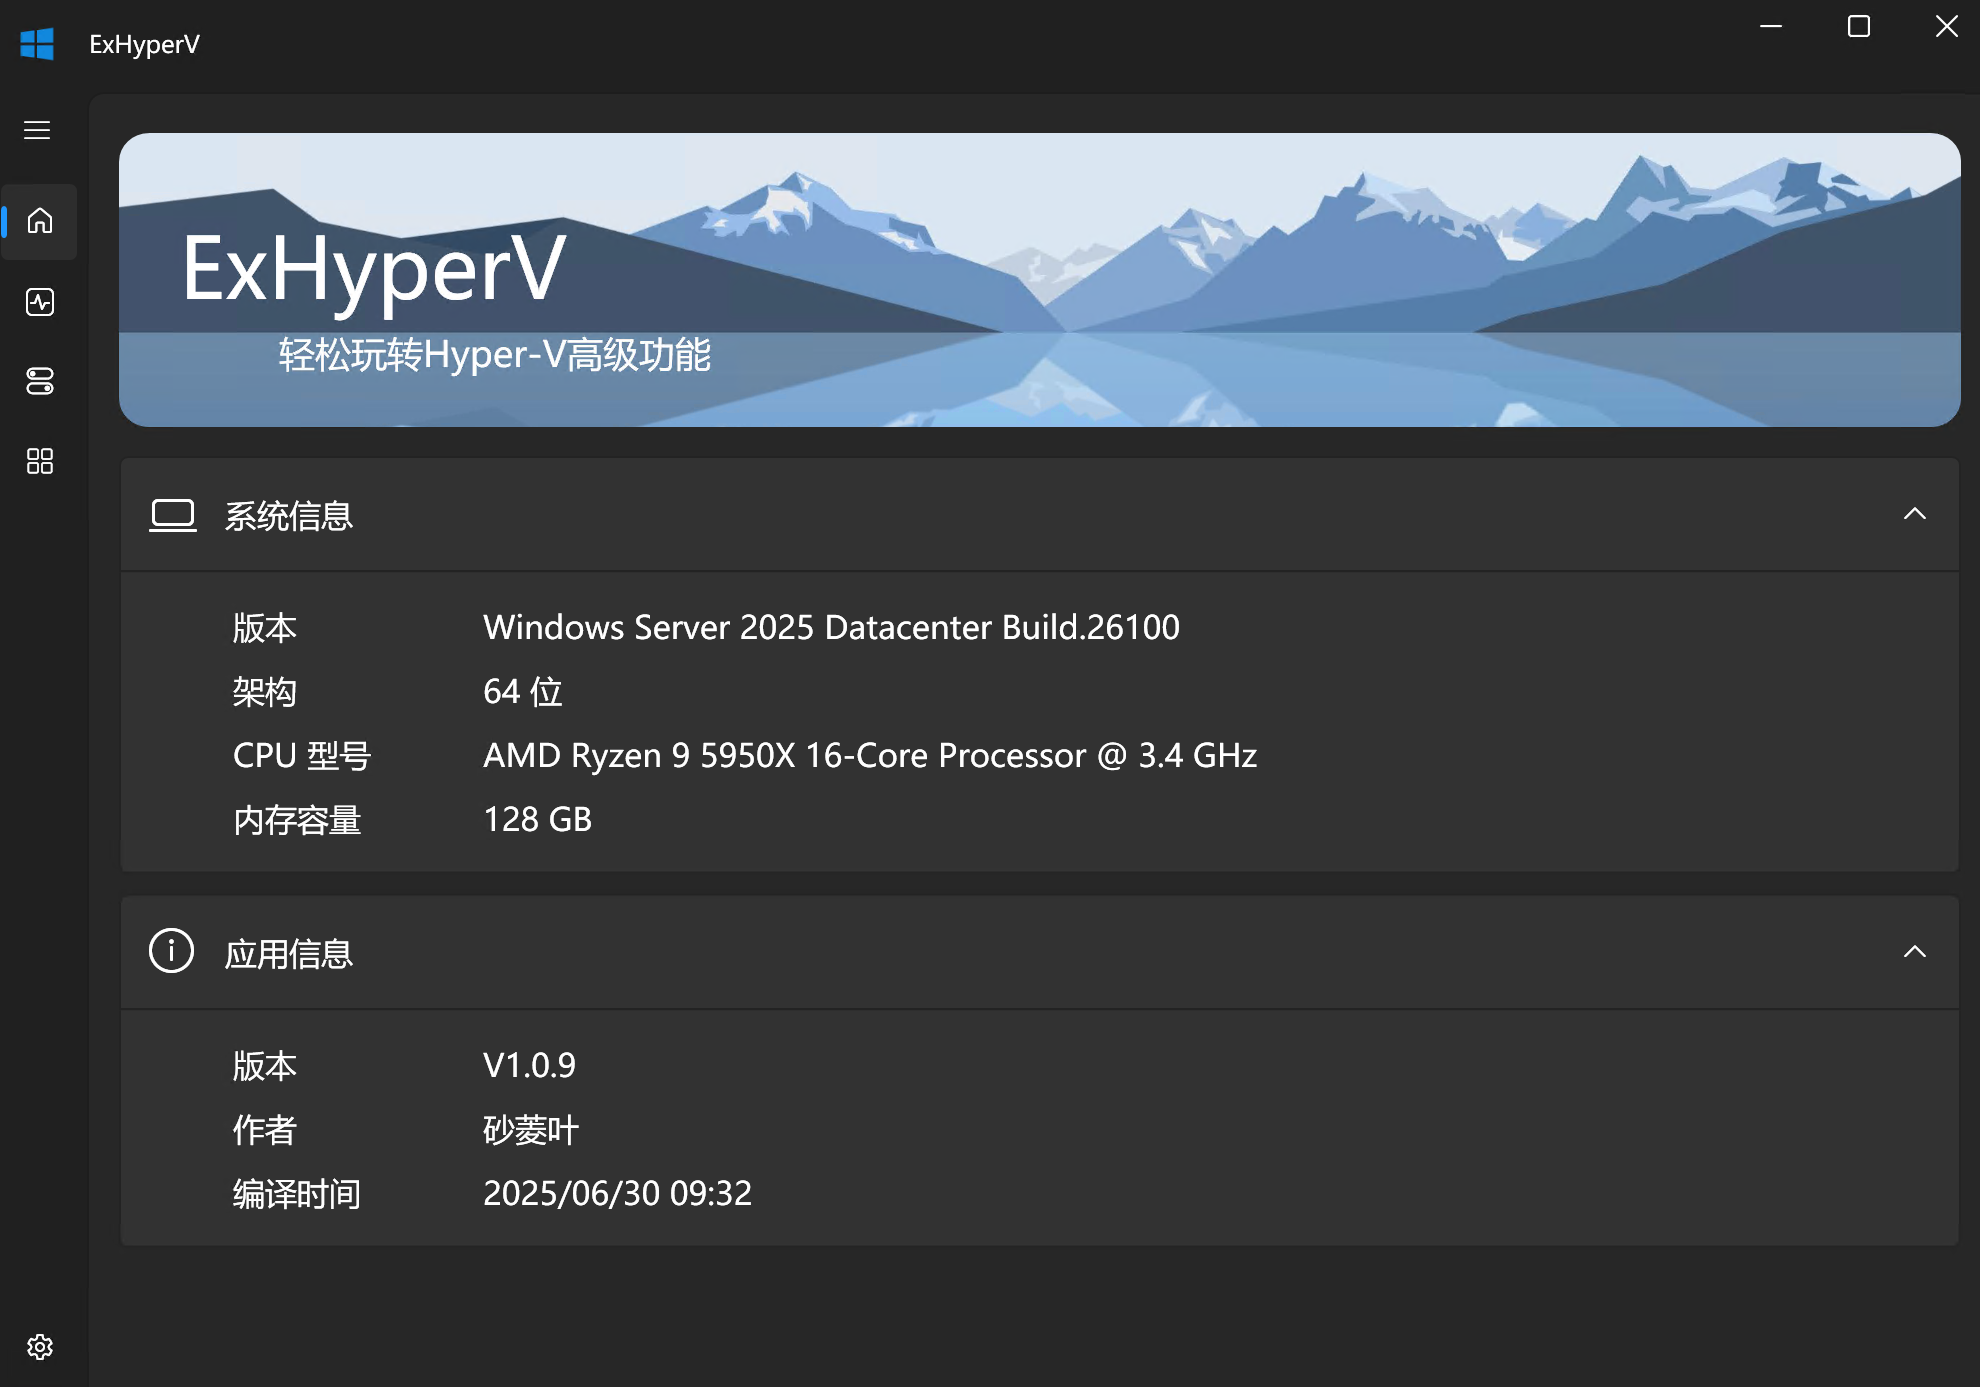 ExHyperV
ExHyperV
轻松玩转Hyper-V高级功能
系统信息
版本 Windows Server 2025 Datacenter Build.26100
架构 64 位
CPU 型号 AMD Ryzen 9 5950X 16-Core Processor @ 3.4 GHz
内存容量 128 GB
应用信息
版本 V1.0.9
作者 砂菱叶
编译时间 2025/06/30 09:32